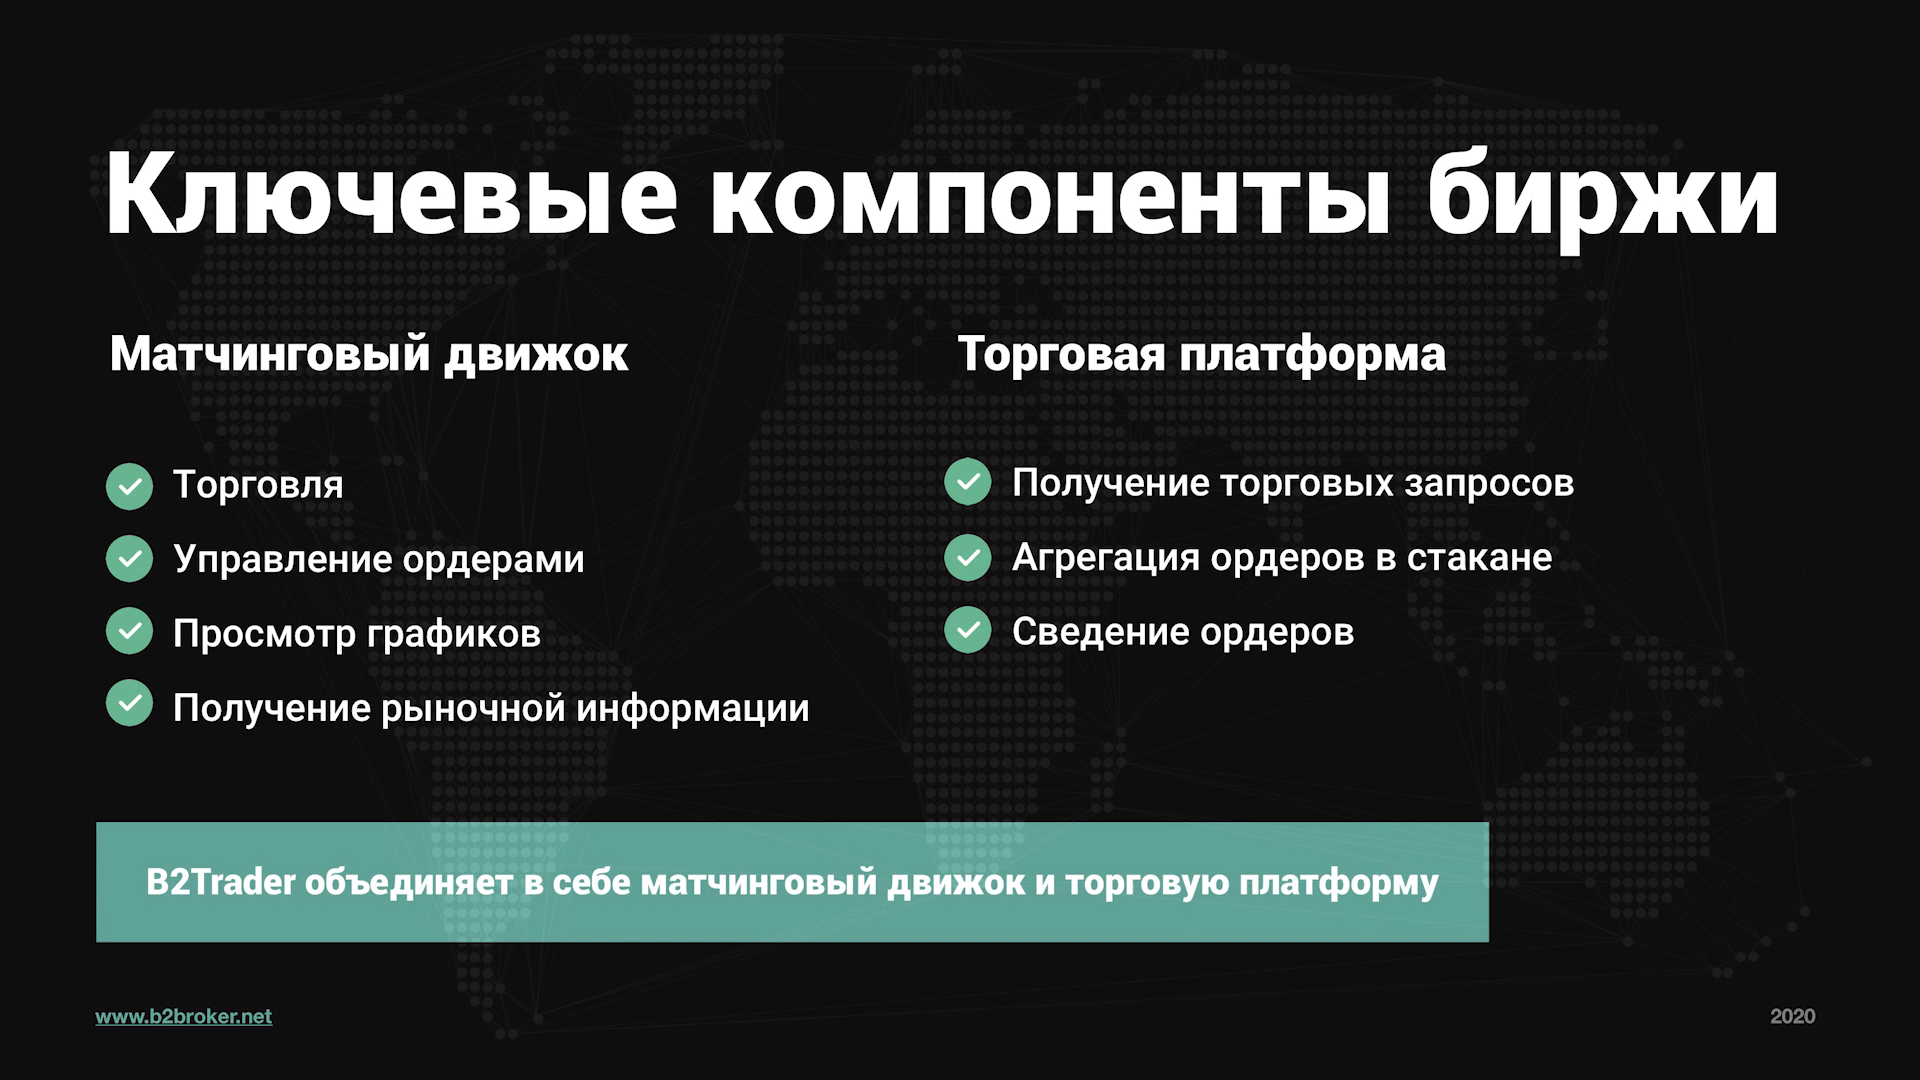 Ключевые компоненты биржи
Матчинговый движок
Торговля
Управление ордерами
Просмотр графиков
Получение рыночной информации
Торговая платформа
Получение торговых запросов
Агрегация ордеров в стакане
Сведение ордеров
B2Trader объединяет в себе матчинговый движок и торговую платформу
www.b2broker.net
2020